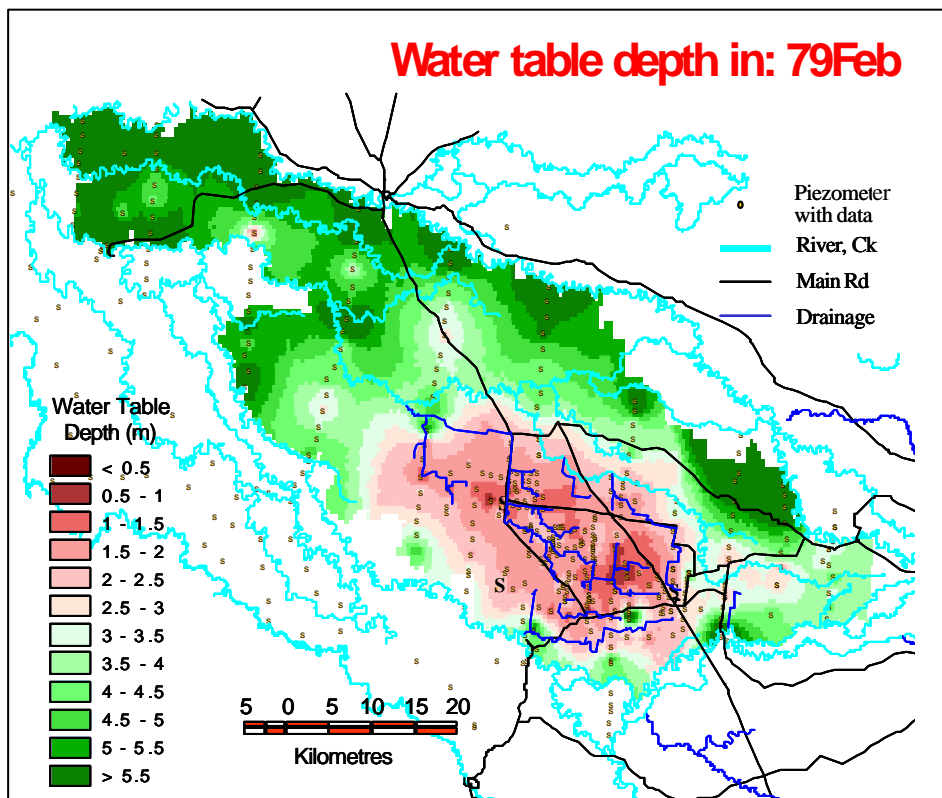 Water table depth in: 79Feb
Piezometer
with data
River, Ck
Main Rd
Drainage
Water Table
Depth (m)
< 0.5
0.5 - 1
1 - 1.5
1.5 - 2
2 - 2.5
2.5 - 3
3 - 3.5
3.5 - 4
4 - 4.5
4.5 - 5
5 - 5.5
> 5.5
S
5 0 5 10 15 20
Kilometres